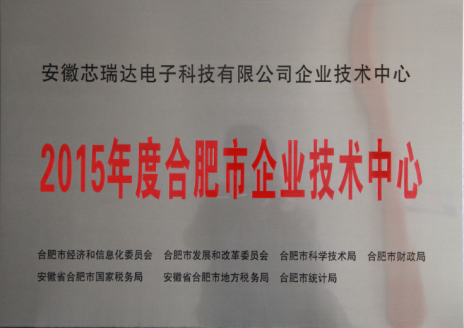 安徽芯瑞达电子科技有限公司企业技术中心
2015年度合肥市企业技术中心
合肥市经济和信息化委员会 合肥市发展和改革委员会 合肥市科学技术局 合肥市财政局
安徽省合肥市国家税务局 安徽省合肥市地方税务局 合肥市统计局